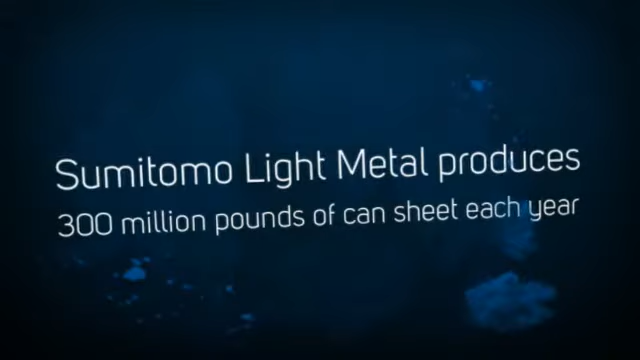 Sumitomo Light Metal produces
300 million pounds of can sheet each year